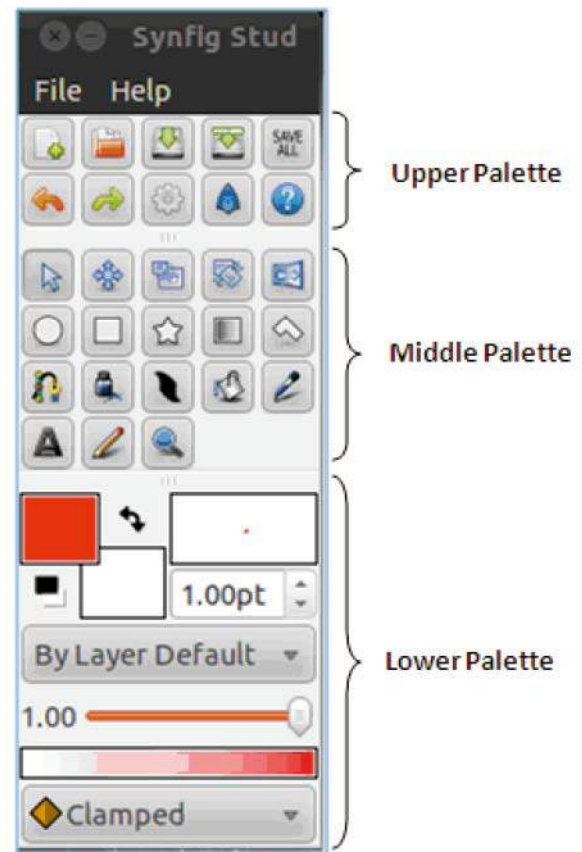 Synfig Stud
File Help
SAVE
ALL
Upper Palette
Middle Palette
A
1.00pt
By Layer Default
Lower Palette
1.00
Clamped